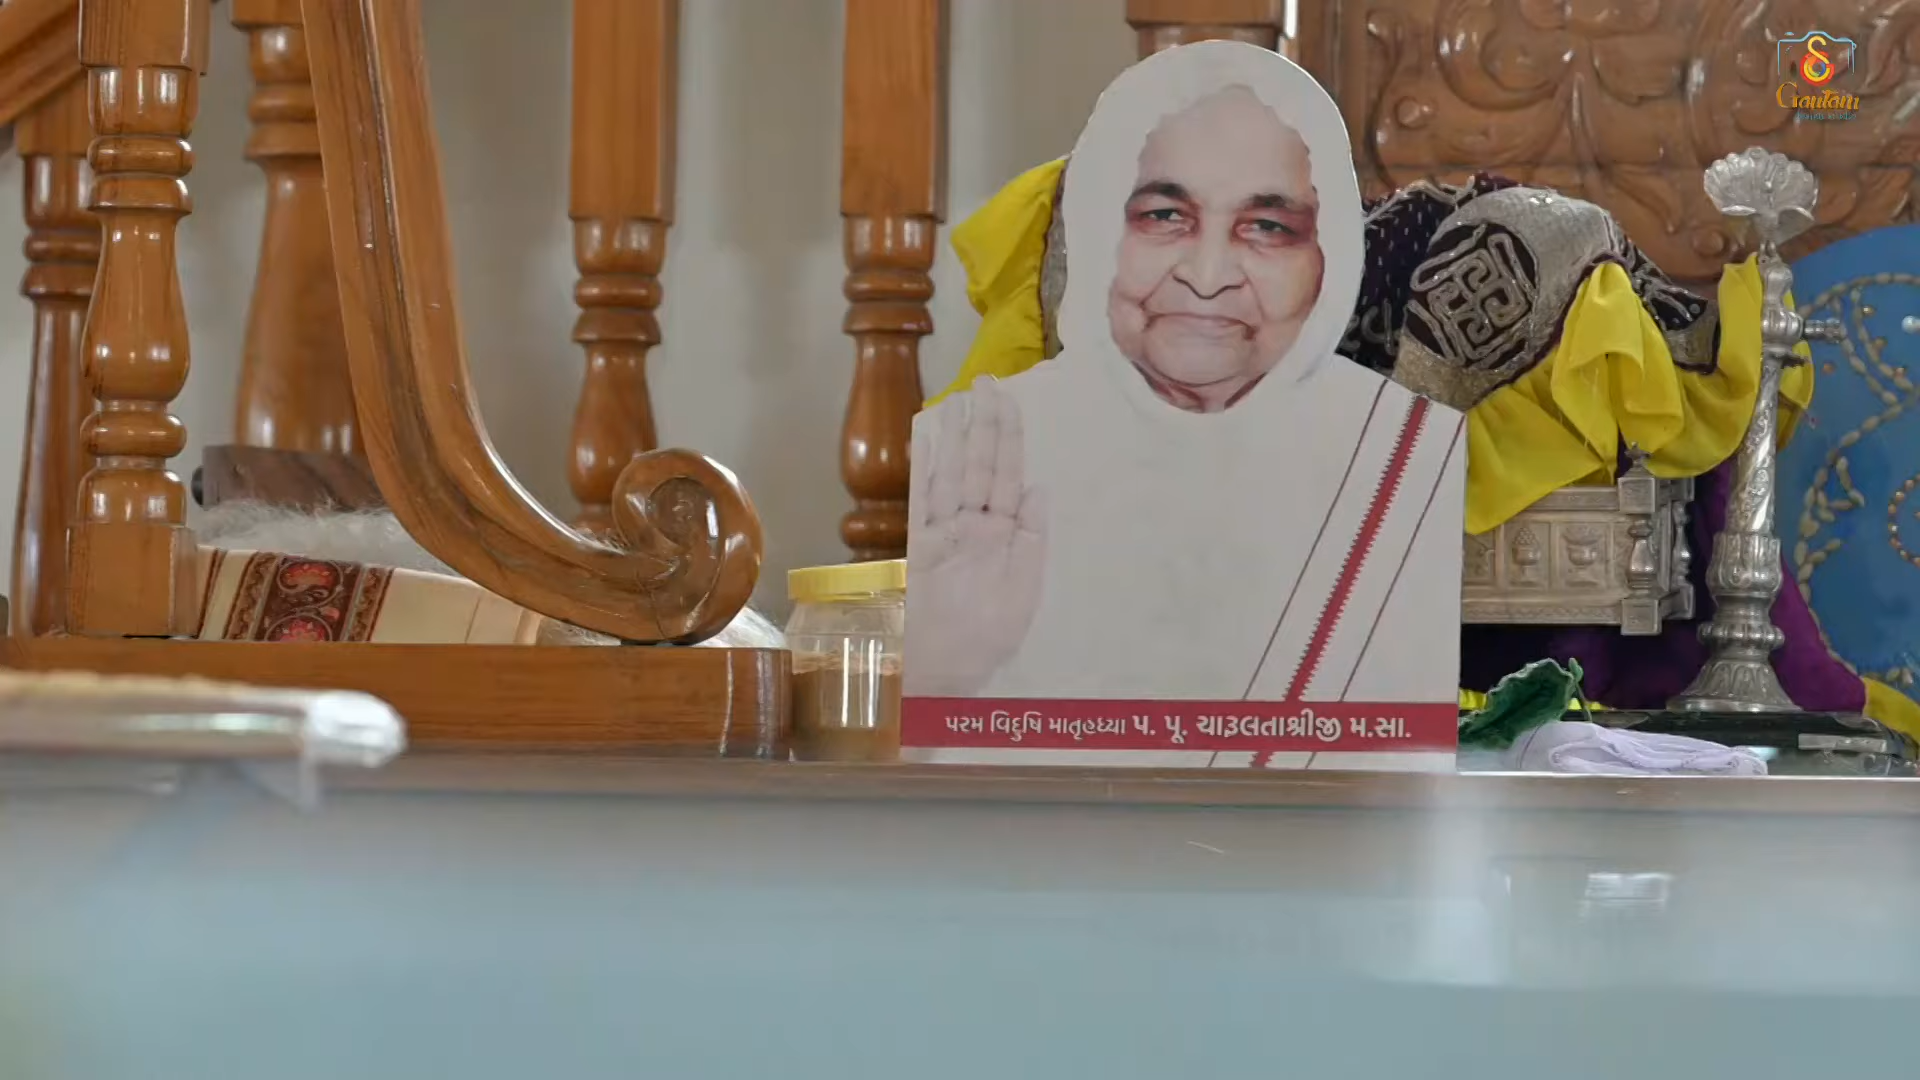 Gautam
પરમ વિદુષિ માતૃહૃધ્યા પ. પૂ. ચારૂલતાશ્રીજી મ.સા.